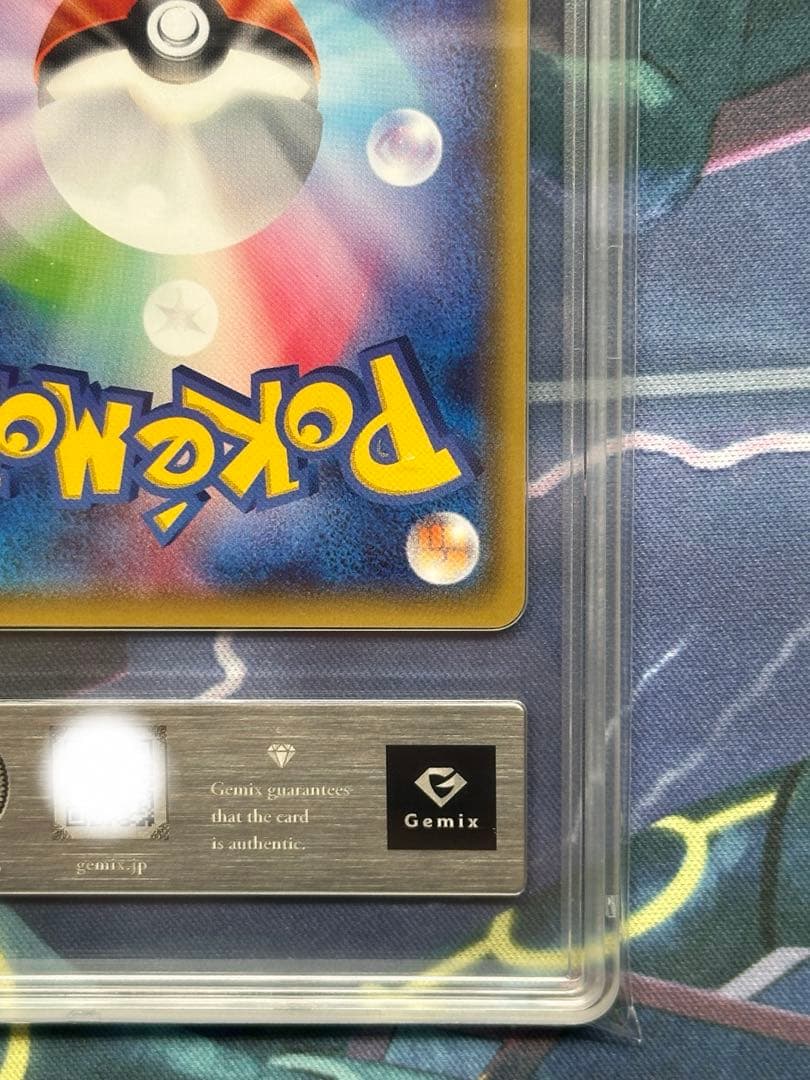 POKéMO
Gemix guarantees
that the card
is authentic.
gemix.jp
Gemix